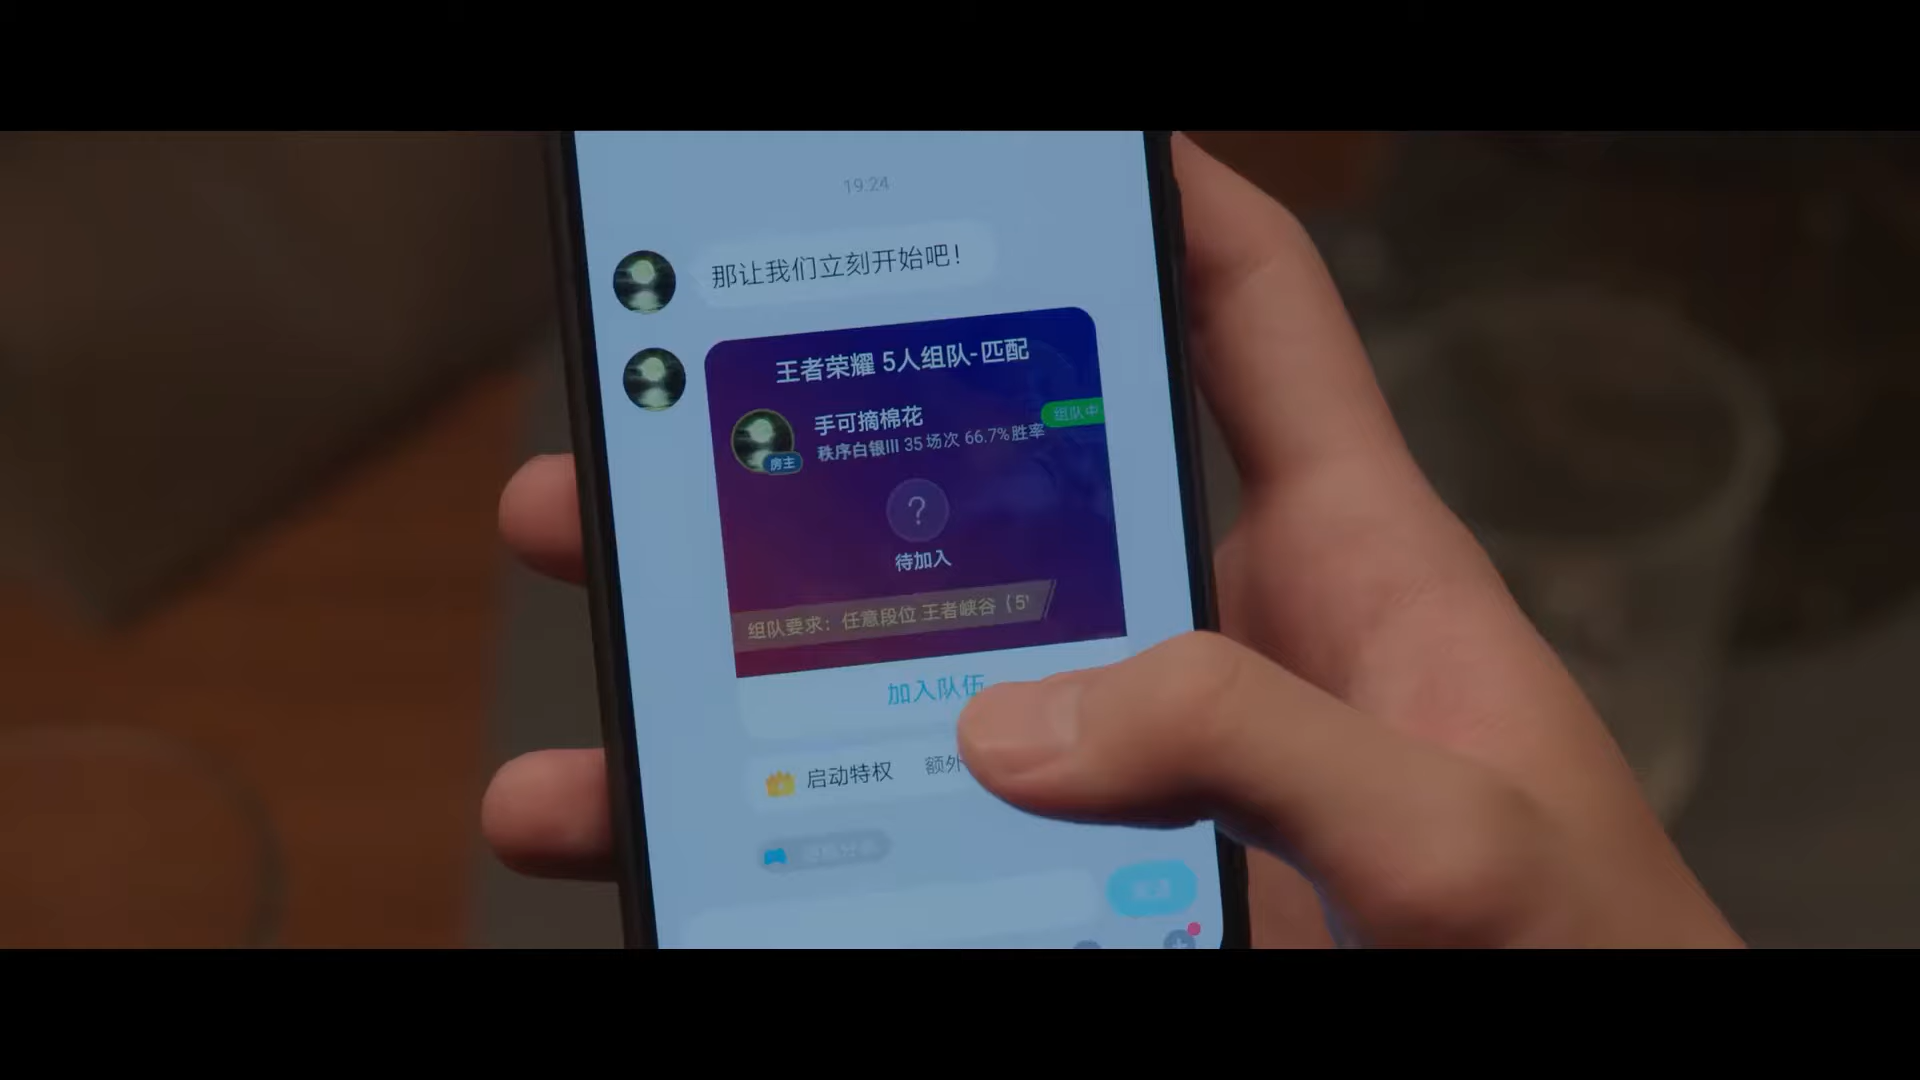 19:24
那让我们立刻开始吧！
王者荣耀 5人组队-匹配
手可摘棉花
组队中
秩序白银III 35场次 66.7%胜率
房主
?
待加入
组队要求：任意段位 王者峡谷（5
加入队伍
启动特权 额外